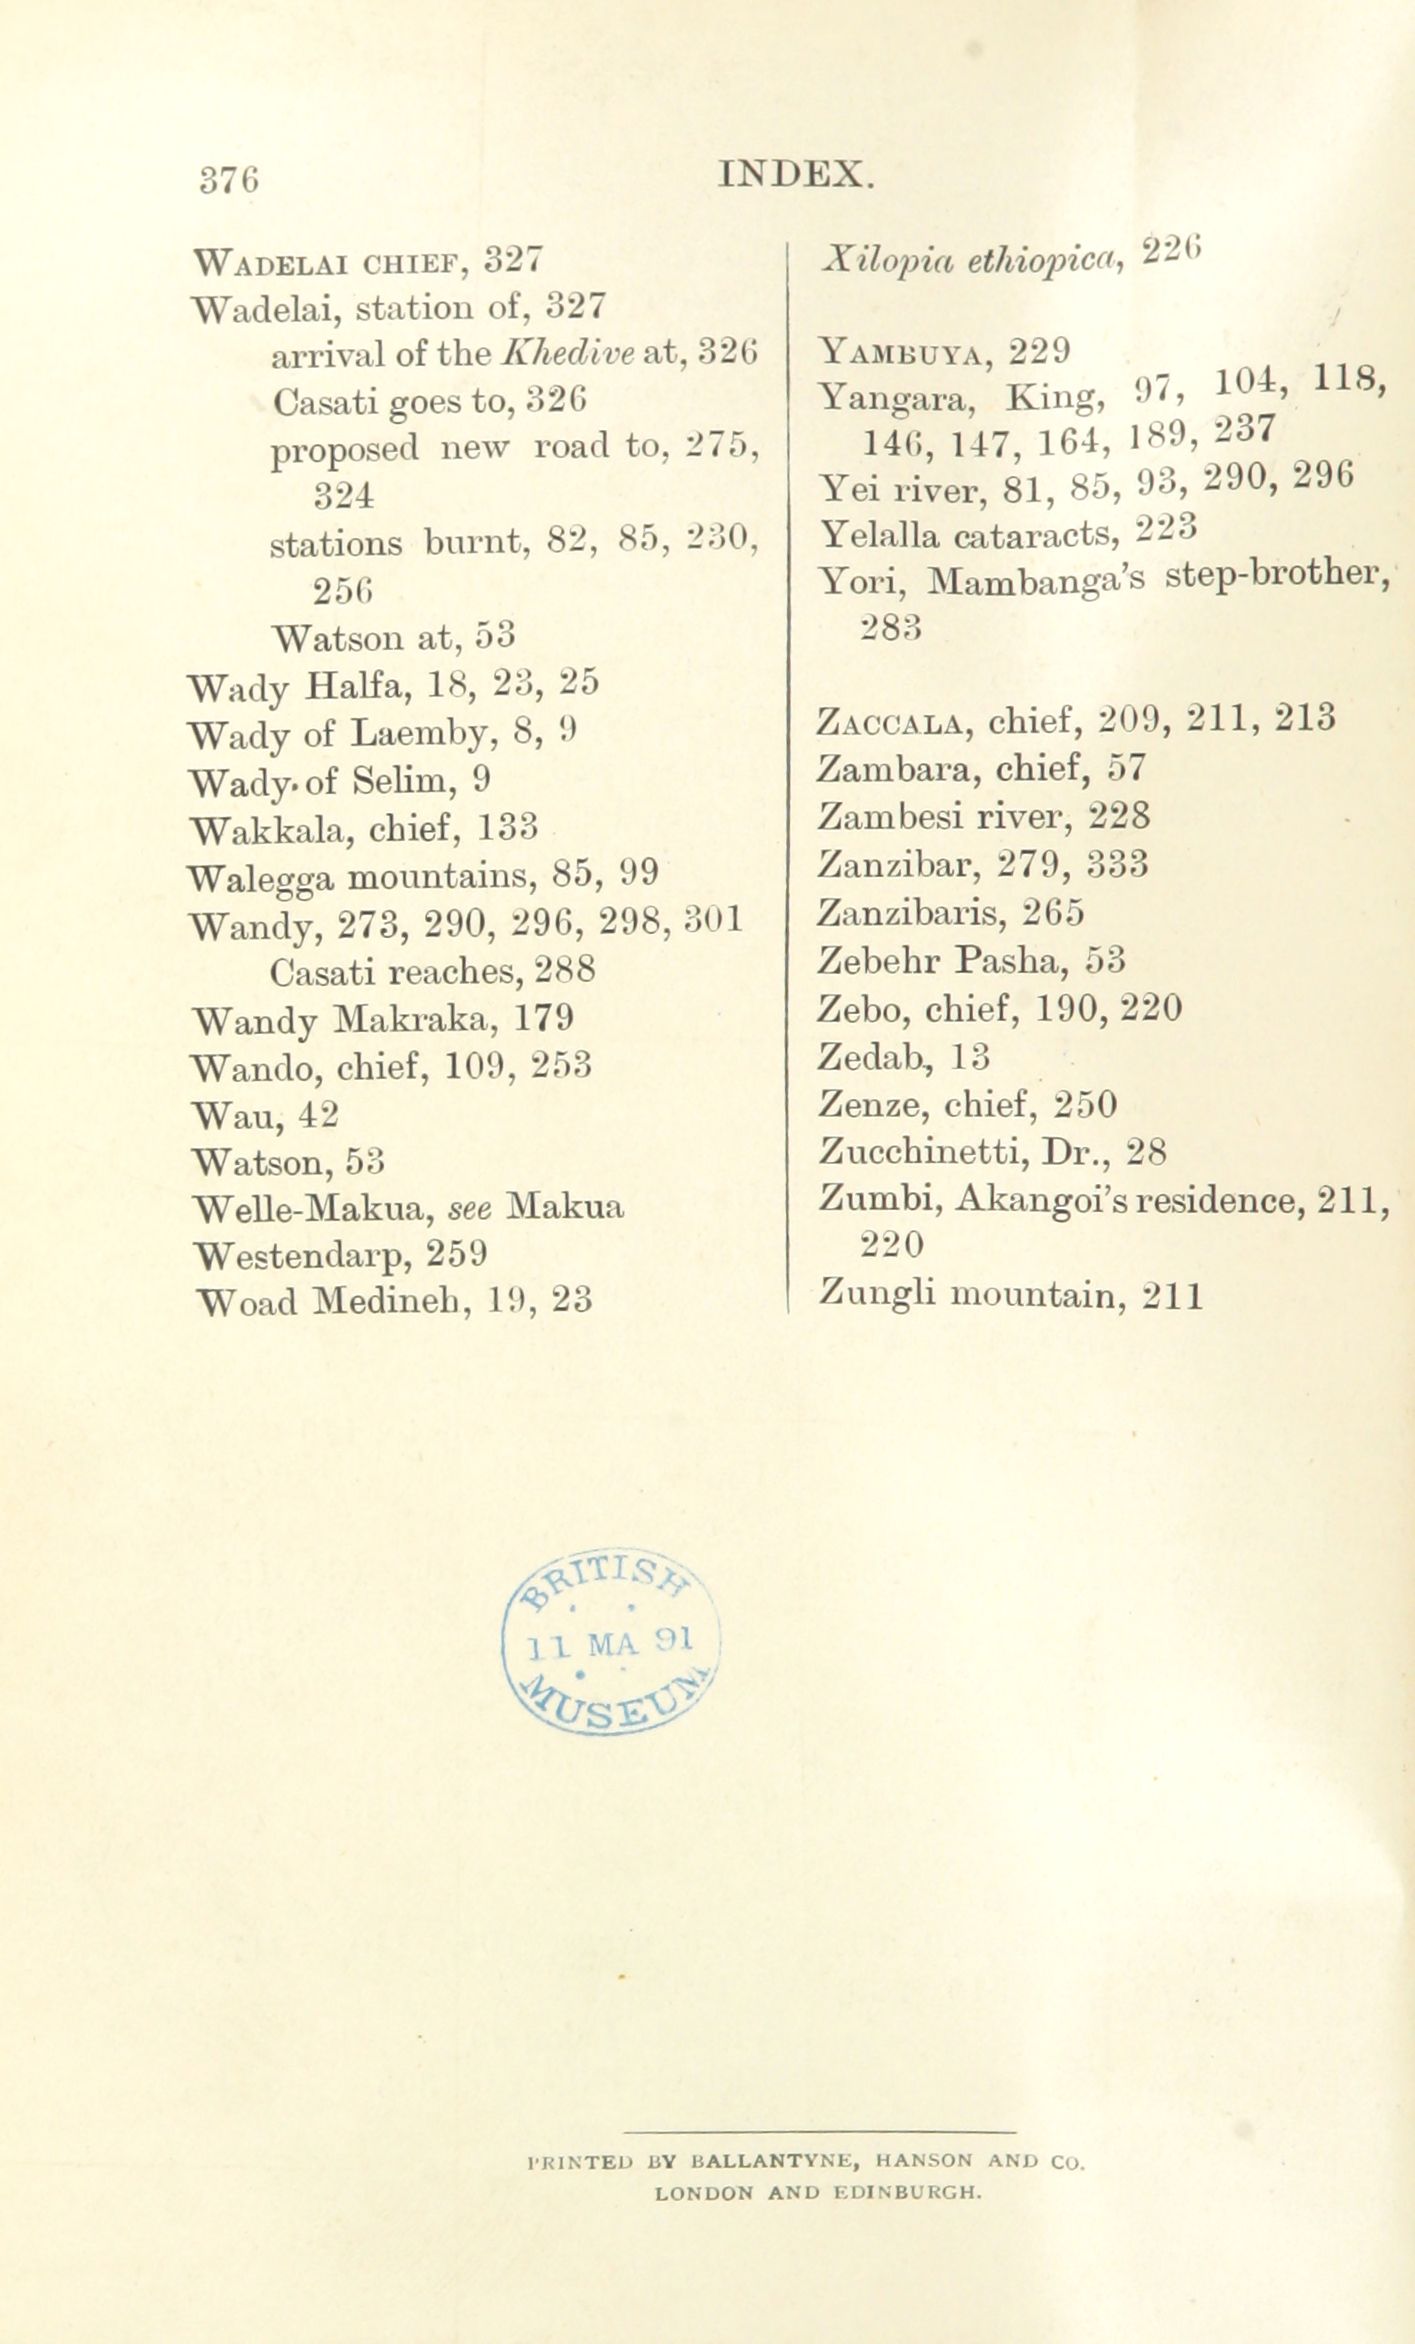 376
INDEX.
WADELAI CHIEF, 327
Wadelai, station of, 327
arrival of the Khedive at, 326
Casati goes to, 326
proposed new road to, 275,
324
stations burnt, 82, 85, 230,
256
Watson at, 53
Wady Halfa, 18, 23, 25
Wady of Laemby, 8, 9
Wady of Selim, 9
Wakkala, chief, 133
Walegga mountains, 85, 99
Wandy, 273, 290, 296, 298, 301
Casati reaches, 288
Wandy Makraka, 179
Wando, chief, 109, 253
Wau, 42
Watson, 53
Welle-Makua, see Makua
Westendarp, 259
Woad Medineh, 19, 23
Xilopia ethiopica, 226
YAMBUYA, 229
Yangara, King, 97, 104, 118,
146, 147, 164, 189, 237
Yei river, 81, 85, 93, 290, 296
Yelalla cataracts, 223
Yori, Mambanga's step-brother,
283
ZACCALA, chief, 209, 211, 213
Zambara, chief, 57
Zambesi river, 228
Zanzibar, 279, 333
Zanzibaris, 265
Zebehr Pasha, 53
Zebo, chief, 190, 220
Zedab, 13
Zenze, chief, 250
Zucchinetti, Dr., 28
Zumbi, Akangoi's residence, 211,
220
Zungli mountain, 211
BRITISH
11 MA 91
MUSEUM
PRINTED BY BALLANTYNE, HANSON AND CO.
LONDON AND EDINBURGH.